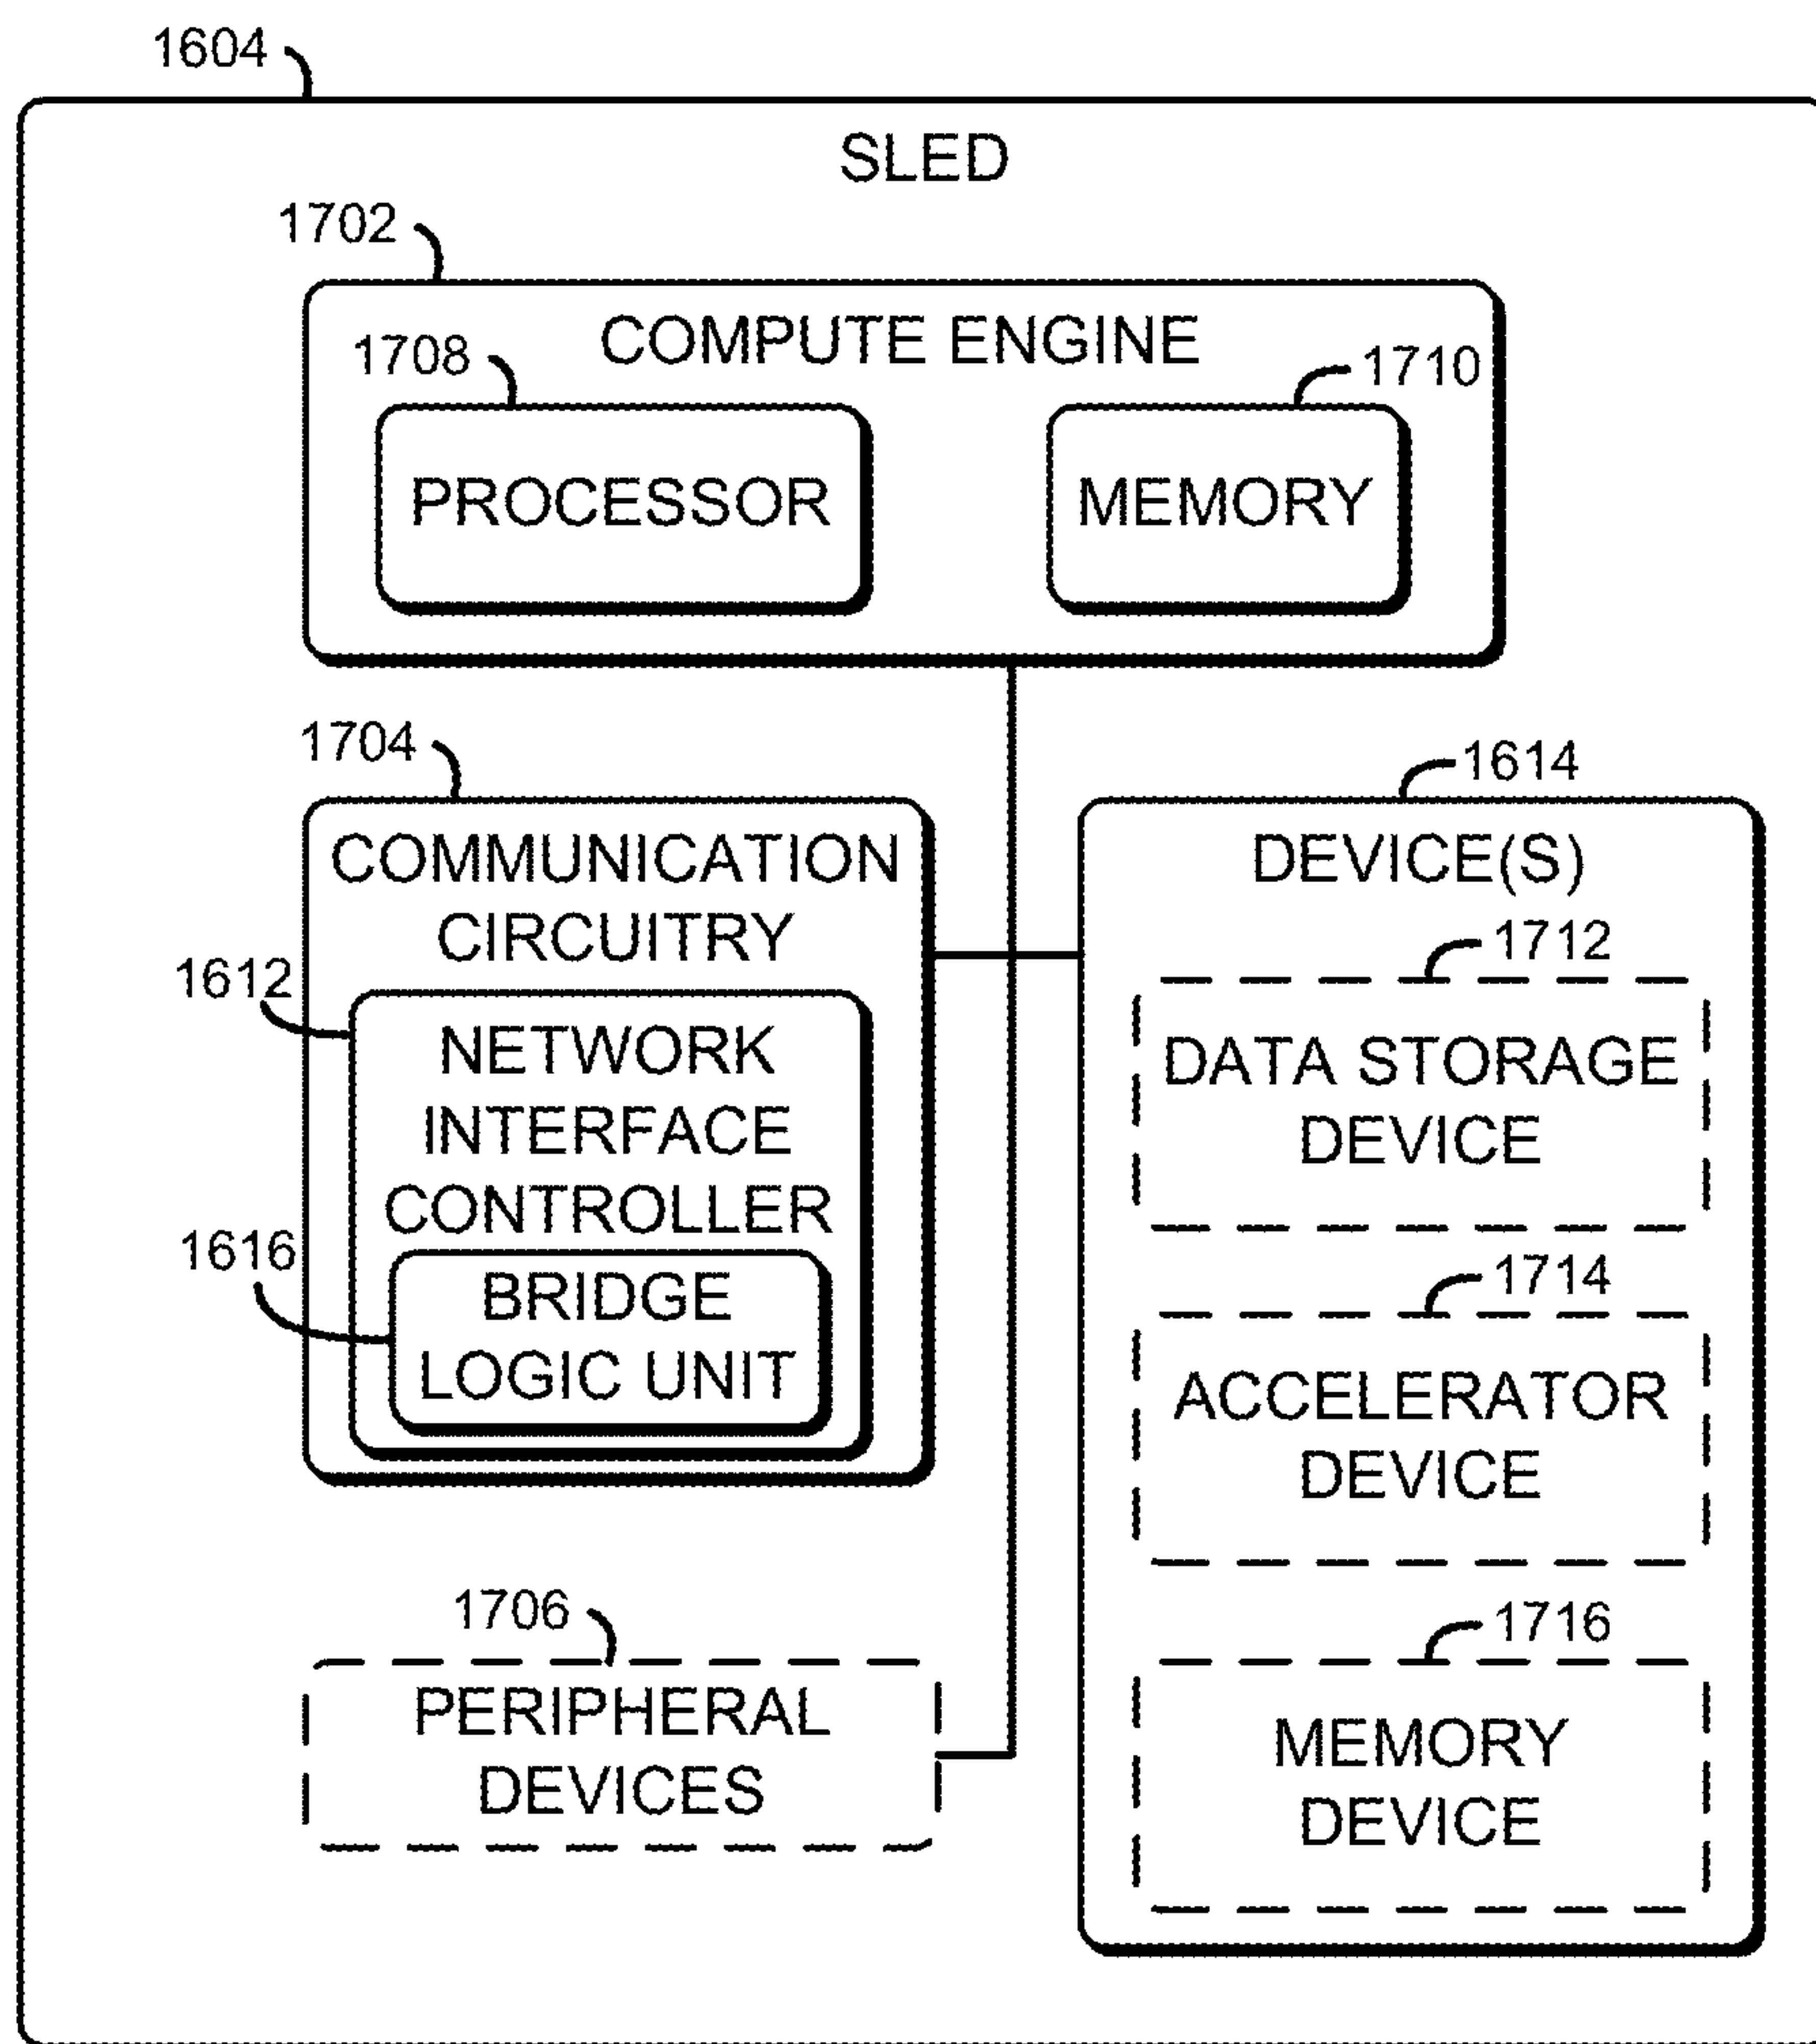 1604
SLED
1702
COMPUTE ENGINE
1708
1710
PROCESSOR
MEMORY
1704
COMMUNICATION
CIRCUITRY
1612
NETWORK
INTERFACE
CONTROLLER
1616
BRIDGE
LOGIC UNIT
1706
PERIPHERAL
DEVICES
1614
DEVICE(S)
1712
DATA STORAGE
DEVICE
1714
ACCELERATOR
DEVICE
1716
MEMORY
DEVICE